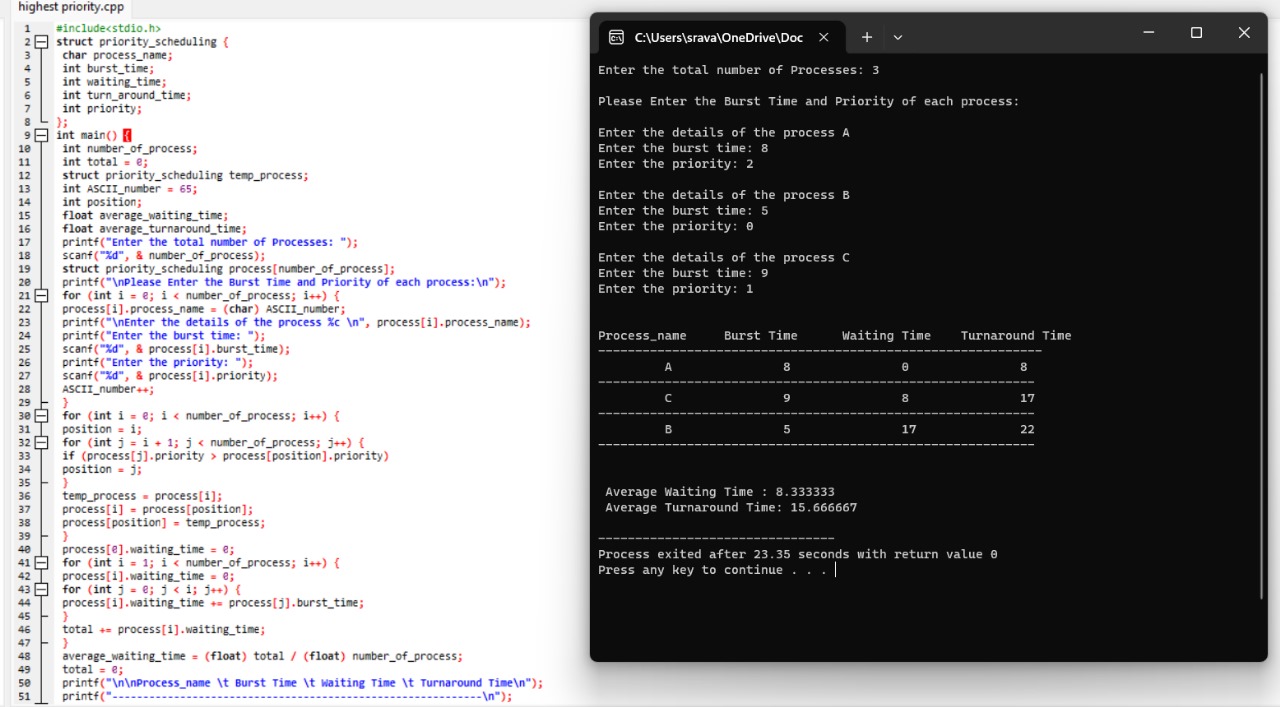 highest priority.cpp
1 #include<stdio.h>
2 struct priority_scheduling {
3 char process_name;
4 int burst_time;
5 int waiting_time;
6 int turn_around_time;
7 int priority;
8 };
9 int main() {
10 int number_of_process;
11 int total = 0;
12 struct priority_scheduling temp_process;
13 int ASCII_number = 65;
14 int position;
15 float average_waiting_time;
16 float average_turnaround_time;
17 printf("Enter the total number of Processes: ");
18 scanf("%d", & number_of_process);
19 struct priority_scheduling process[number_of_process];
20 printf("\nPlease Enter the Burst Time and Priority of each process:\n");
21 for (int i = 0; i < number_of_process; i++) {
22 process[i].process_name = (char) ASCII_number;
23 printf("\nEnter the details of the process %c \n", process[i].process_name);
24 printf("Enter the burst time: ");
25 scanf("%d", & process[i].burst_time);
26 printf("Enter the priority: ");
27 scanf("%d", & process[i].priority);
28 ASCII_number++;
29 }
30 for (int i = 0; i < number_of_process; i++) {
31 position = i;
32 for (int j = i + 1; j < number_of_process; j++) {
33 if (process[j].priority > process[position].priority)
34 position = j;
35 }
36 temp_process = process[i];
37 process[i] = process[position];
38 process[position] = temp_process;
39 }
40 process[0].waiting_time = 0;
41 for (int i = 1; i < number_of_process; i++) {
42 process[i].waiting_time = 0;
43 for (int j = 0; j < i; j++) {
44 process[i].waiting_time += process[j].burst_time;
45 }
46 total += process[i].waiting_time;
47 }
48 average_waiting_time = (float) total / (float) number_of_process;
49 total = 0;
50 printf("\n\nProcess_name \t Burst Time \t Waiting Time \t Turnaround Time\n");
51 printf("------------------------------------------------------------\n");
C:\Users\srava\OneDrive\Doc
Enter the total number of Processes: 3
Please Enter the Burst Time and Priority of each process:
Enter the details of the process A
Enter the burst time: 8
Enter the priority: 2
Enter the details of the process B
Enter the burst time: 5
Enter the priority: 0
Enter the details of the process C
Enter the burst time: 9
Enter the priority: 1
Process_name Burst Time Waiting Time Turnaround Time
------------------------------------------------------------
A 8 0 8
-----------------------------------------------------------
C 9 8 17
-----------------------------------------------------------
B 5 17 22
-----------------------------------------------------------
Average Waiting Time : 8.333333
Average Turnaround Time: 15.666667
--------------------------------
Process exited after 23.35 seconds with return value 0
Press any key to continue . . .